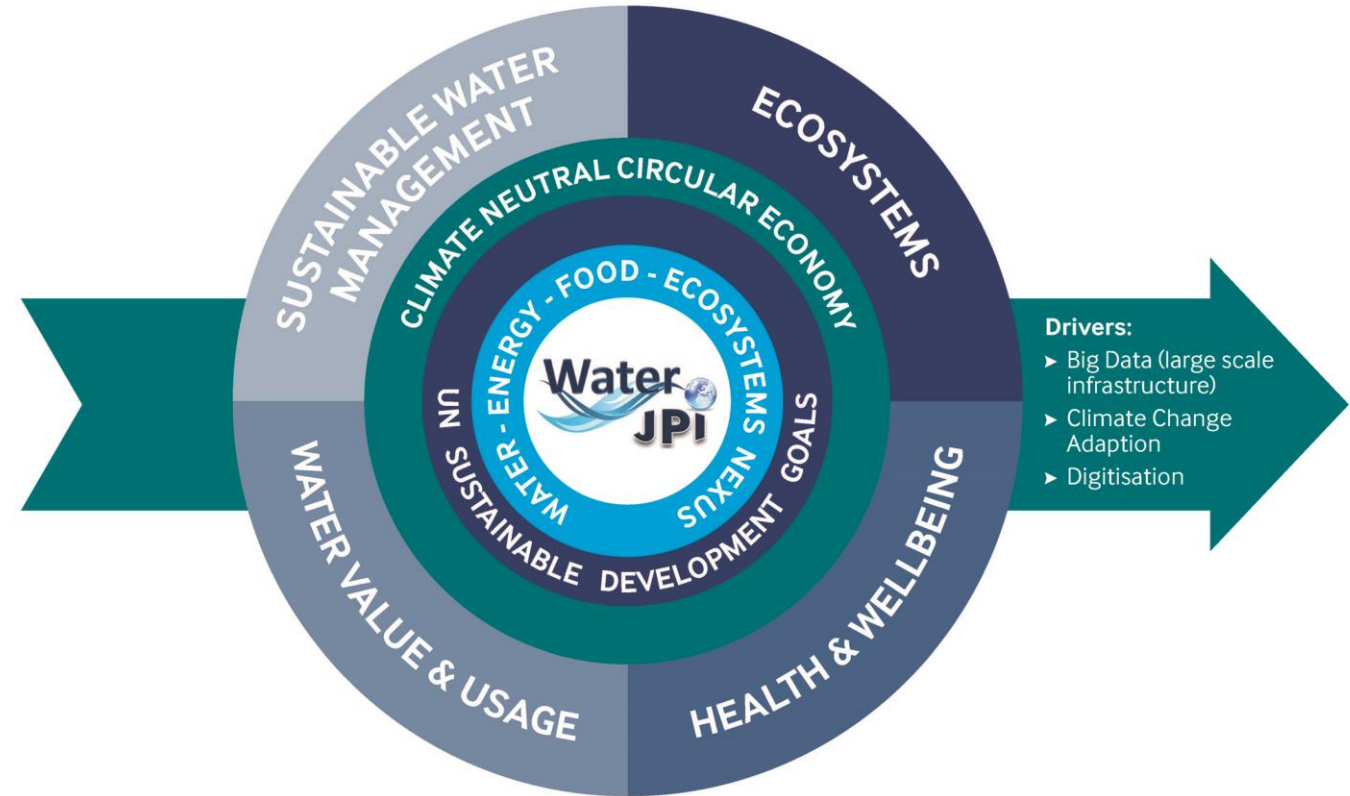 SUSTAINABLE WATER
MANAGEMENT
ECOSYSTEMS
CLIMATE NEUTRAL CIRCULAR ECONOMY
WATER - ENERGY - FOOD - ECOSYSTEMS NEXUS
Water
JPI
UN SUSTAINABLE DEVELOPMENT GOALS
WATER VALUE & USAGE
HEALTH & WELLBEING
Drivers:
➤ Big Data (large scale
infrastructure)
➤ Climate Change
Adaption
➤ Digitisation